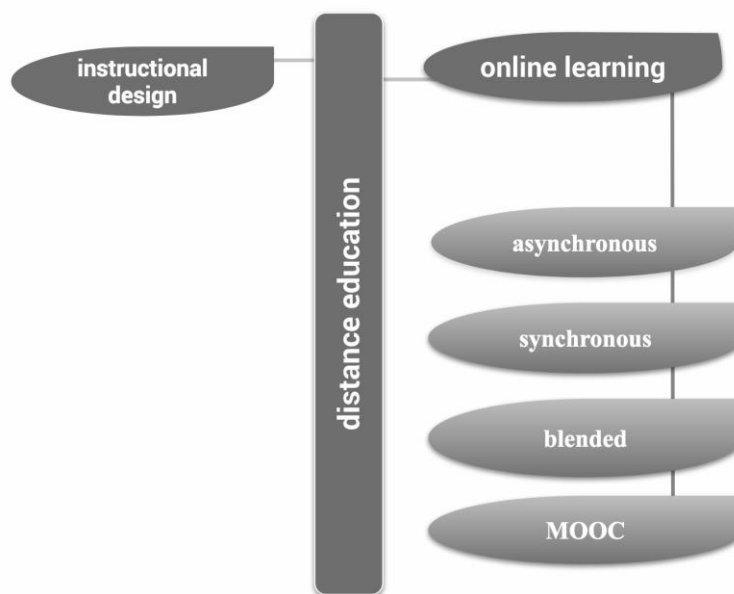 instructional
design
distance education
online learning
asynchronous
synchronous
blended
MOOC